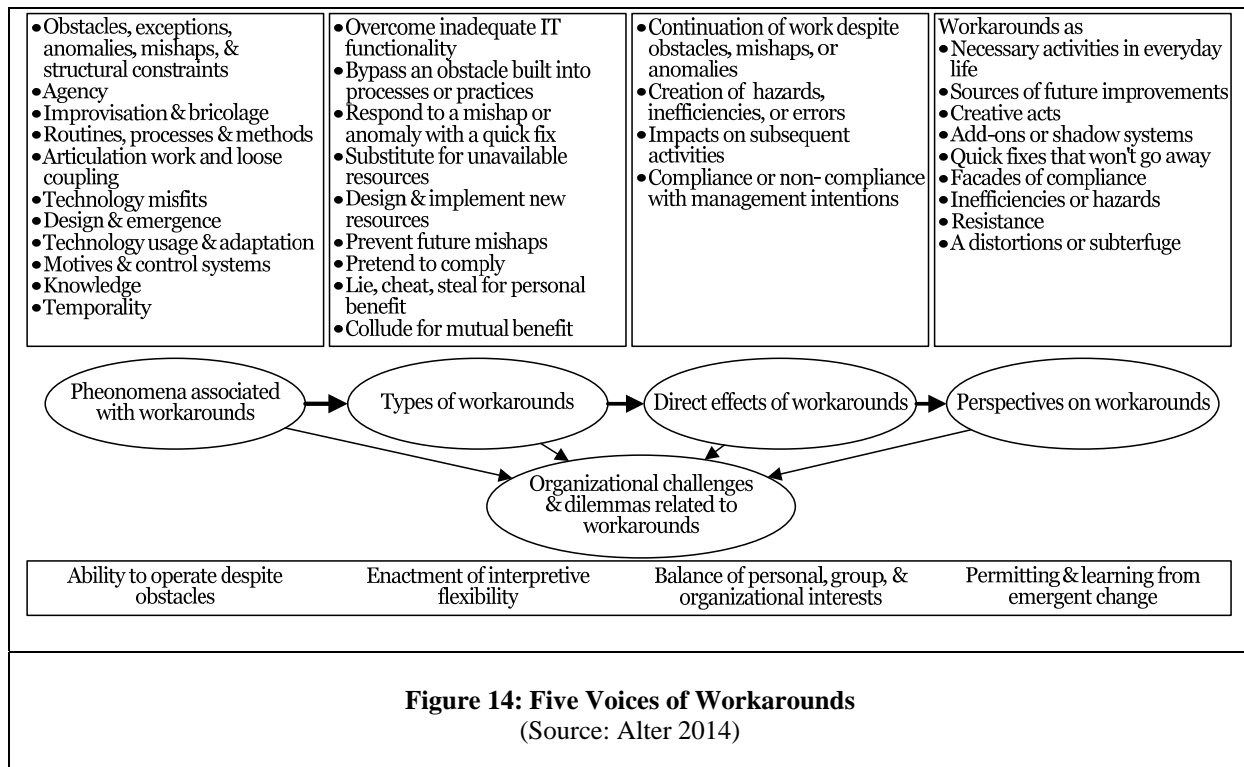 •Obstacles, exceptions,
anomalies, mishaps, &
structural constraints
•Agency
•Improvisation & bricolage
•Routines, processes & methods
•Articulation work and loose
coupling
•Technology misfits
•Design & emergence
•Technology usage & adaptation
•Motives & control systems
•Knowledge
•Temporality
•Overcome inadequate IT
functionality
•Bypass an obstacle built into
processes or practices
•Respond to a mishap or
anomaly with a quick fix
•Substitute for unavailable
resources
•Design & implement new
resources
•Prevent future mishaps
•Pretend to comply
•Lie, cheat, steal for personal
benefit
•Collude for mutual benefit
•Continuation of work despite
obstacles, mishaps, or
anomalies
•Creation of hazards,
inefficiencies, or errors
•Impacts on subsequent
activities
•Compliance or non- compliance
with management intentions
Workarounds as
•Necessary activities in everyday
life
•Sources of future improvements
•Creative acts
•Add-ons or shadow systems
•Quick fixes that won't go away
•Facades of compliance
•Inefficiencies or hazards
•Resistance
•A distortions or subterfuge
Pheonomena associated
with workarounds
Types of workarounds
Direct effects of workarounds
Perspectives on workarounds
Organizational challenges
& dilemmas related to
workarounds
Ability to operate despite
obstacles
Enactment of interpretive
flexibility
Balance of personal, group, &
organizational interests
Permitting & learning from
emergent change
Figure 14: Five Voices of Workarounds
(Source: Alter 2014)